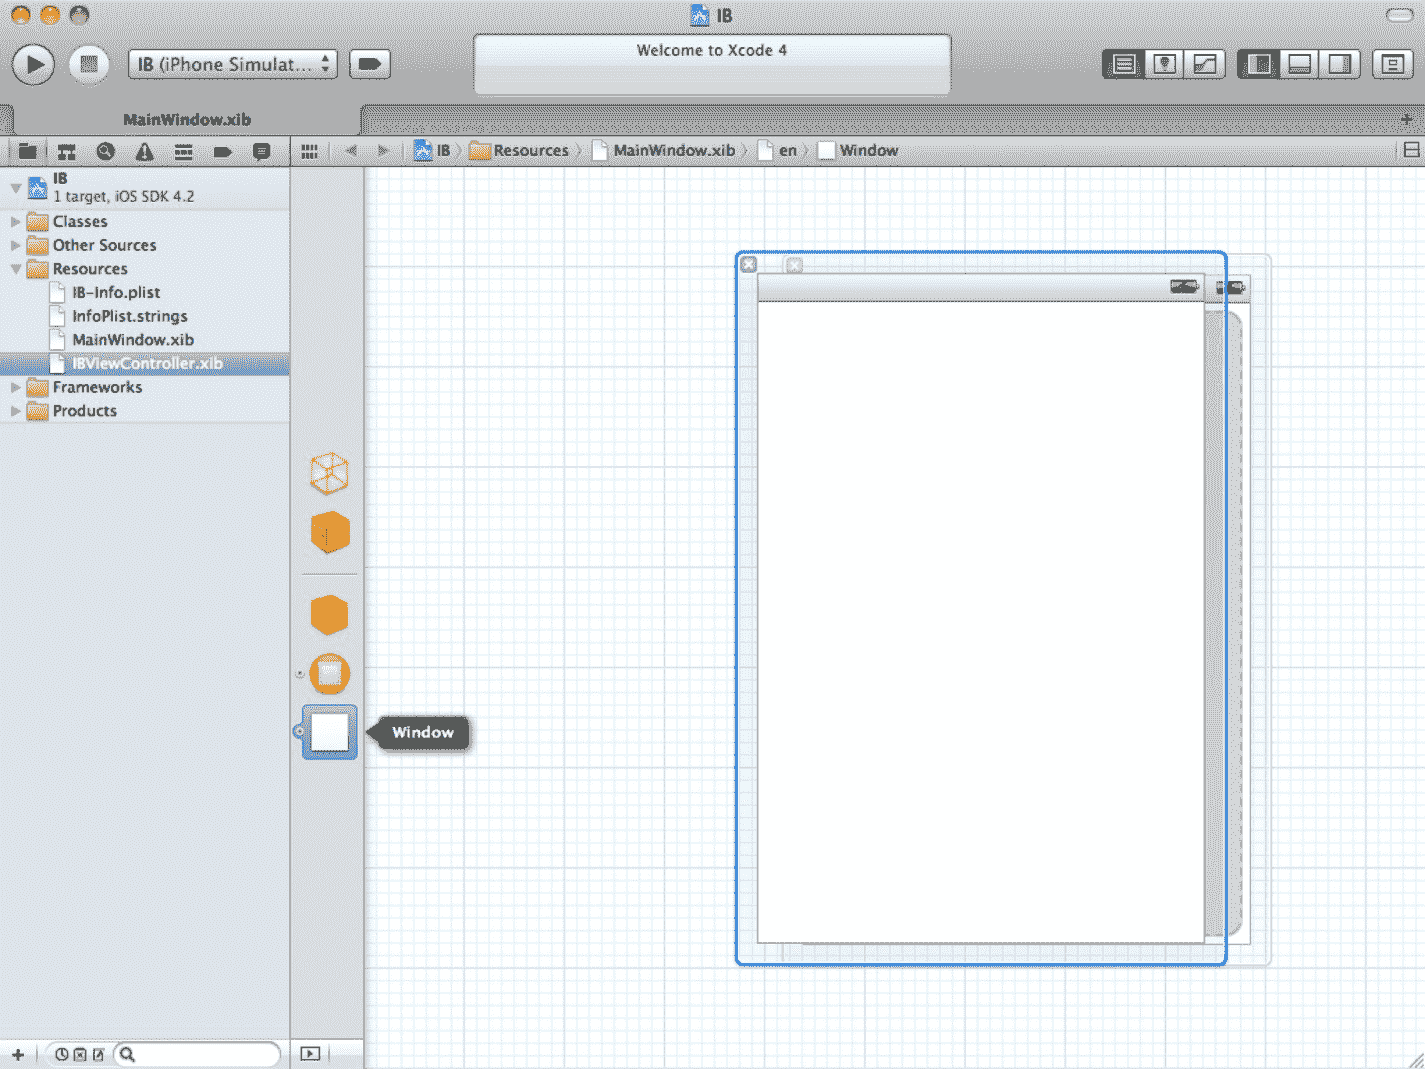 IB
IB (iPhone Simulat...
Welcome to Xcode 4
MainWindow.xib
IB Resources MainWindow.xib en Window
IB
1 target, iOS SDK 4.2
Classes
Other Sources
Resources
IB-Info.plist
InfoPlist.strings
MainWindow.xib
IBViewController.xib
Frameworks
Products
Window